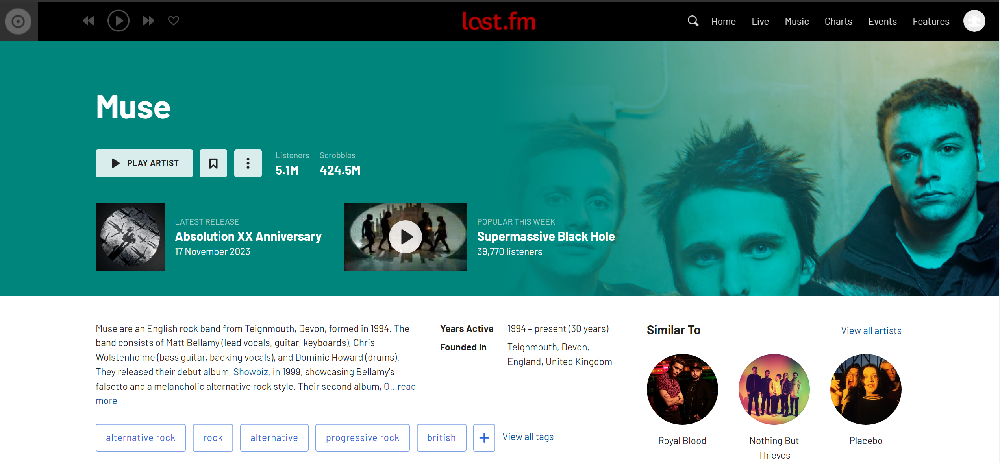 last.fm
Home
Live
Music
Charts
Events
Features
Muse
PLAY ARTIST
Listeners
5.1M
Scrobbles
424.5M
LATEST RELEASE
Absolution XX Anniversary
17 November 2023
POPULAR THIS WEEK
Supermassive Black Hole
39,770 listeners
Muse are an English rock band from Teignmouth, Devon, formed in 1994. The
band consists of Matt Bellamy (lead vocals, guitar, keyboards), Chris
Wolstenholme (bass guitar, backing vocals), and Dominic Howard (drums).
They released their debut album, Showbiz, in 1999, showcasing Bellamy's
falsetto and a melancholic alternative rock style. Their second album, O…read
more
alternative rock
rock
alternative
progressive rock
british
+
View all tags
Years Active
1994 – present (30 years)
Founded In
Teignmouth, Devon,
England, United Kingdom
Similar To
View all artists
Royal Blood
Nothing But
Thieves
Placebo